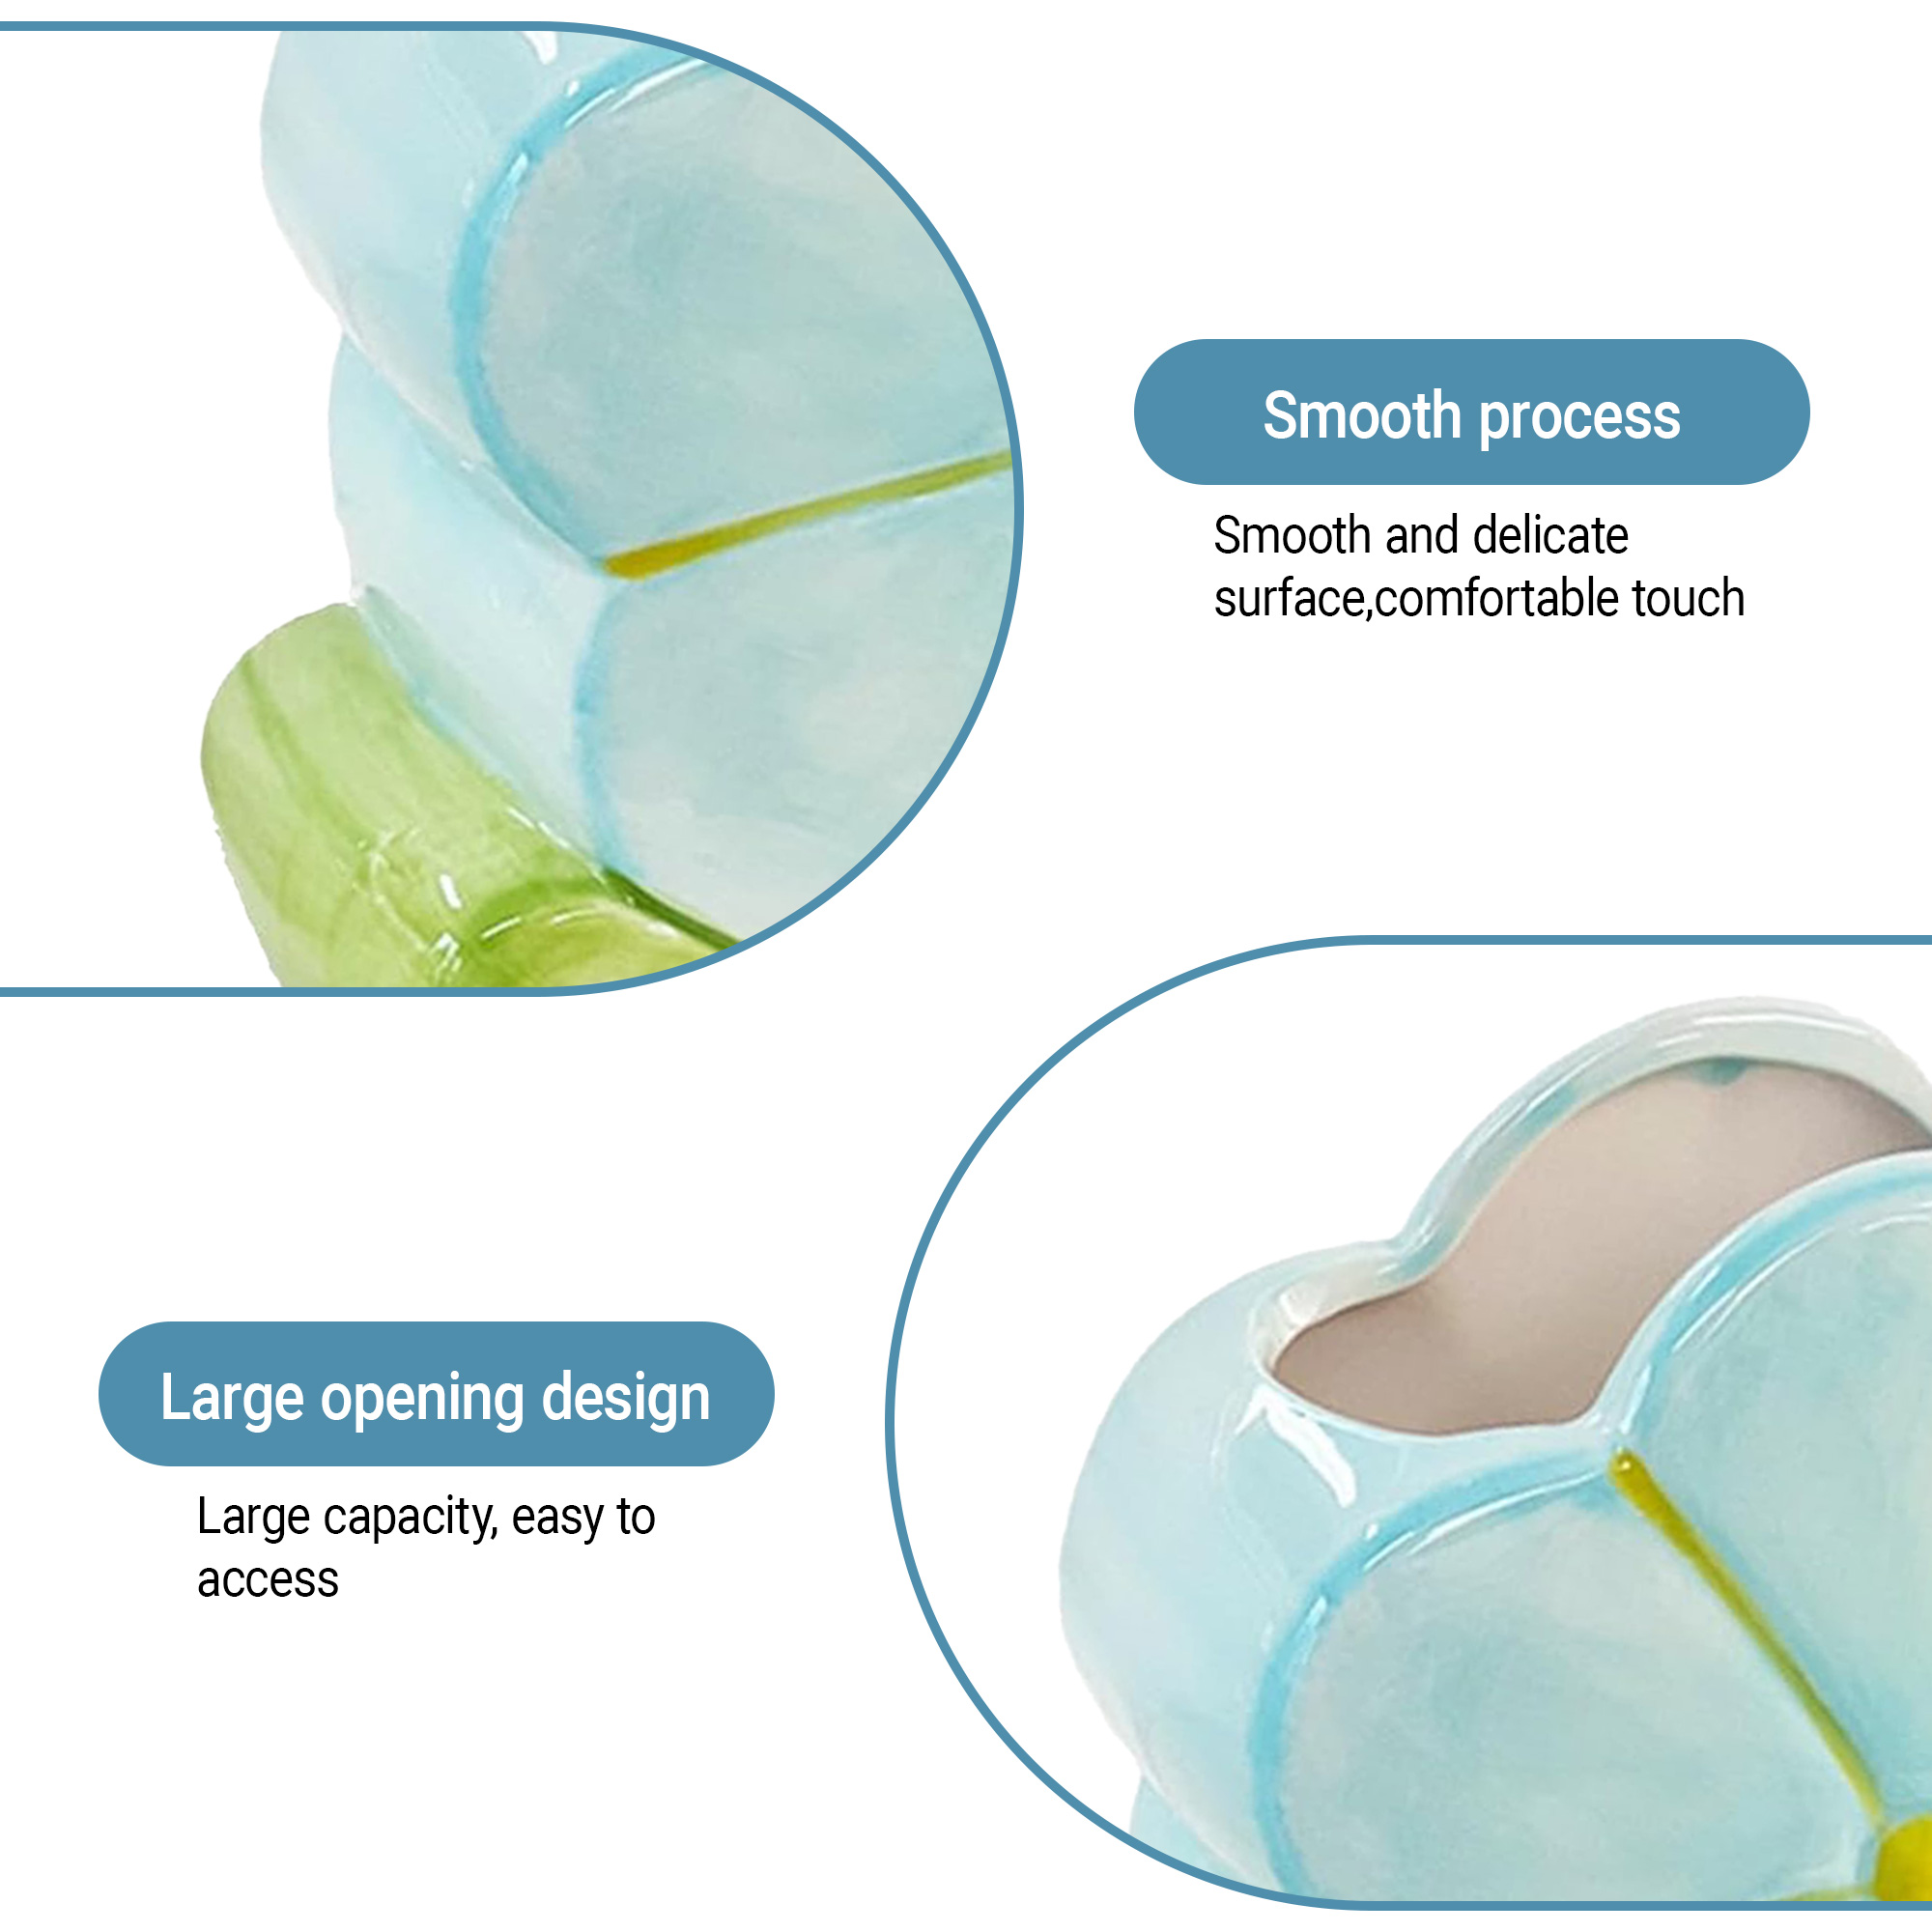 Smooth process
Smooth and delicate
surface,comfortable touch
Large opening design
Large capacity, easy to
access